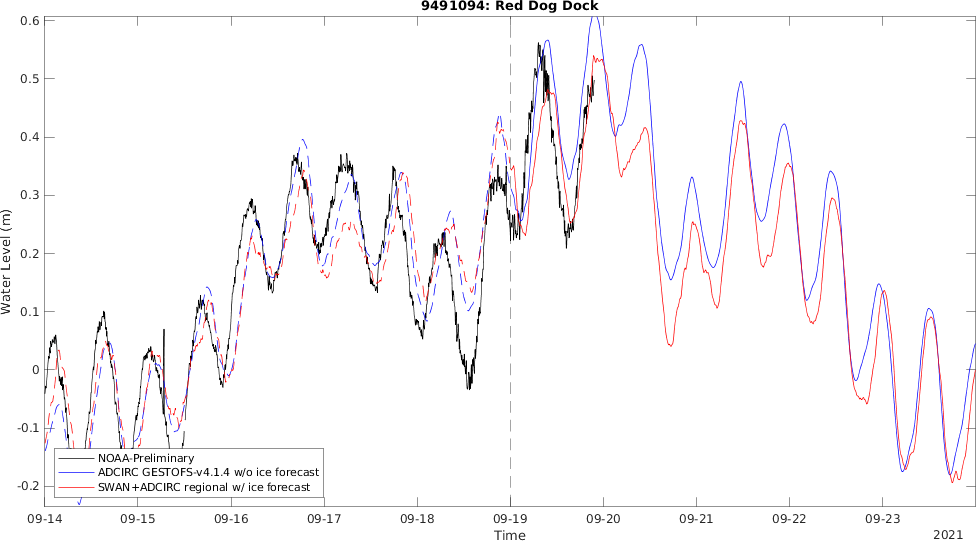 9491094: Red Dog Dock
0.6
0.5
0.4
0.3
0.2
0.1
0
-0.1
-0.2
Water Level (m)
NOAA-Preliminary
ADCIRC GESTOFS-v4.1.4 w/o ice forecast
SWAN+ADCIRC regional w/ ice forecast
09-14 09-15 09-16 09-17 09-18 09-19 09-20 09-21 09-22 09-23
Time
2021